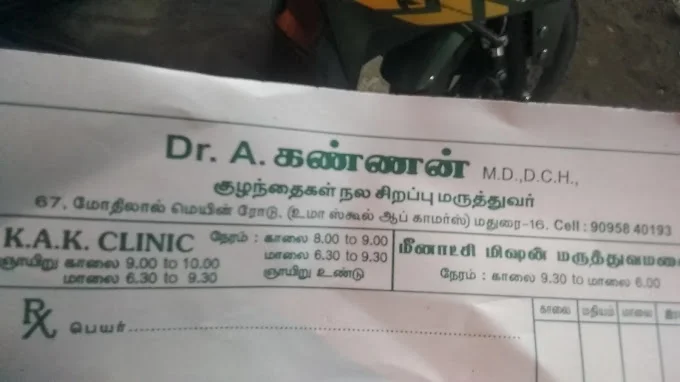 Dr. A. கண்ணன் M.D.,D.C.H.,
குழந்தைகள் நல சிறப்பு மருத்துவர்
67, மோதிலால் மெயின் ரோடு, (உமா ஸ்கூல் ஆப் காமர்ஸ்) மதுரை-16. Cell : 90958 40193
K.A.K. CLINIC நேரம் : காலை 8.00 to 9.00
மாலை 6.30 to 9.30
ஞாயிறு காலை 9.00 to 10.00
மாலை 6.30 to 9.30 ஞாயிறு உண்டு
மீனாட்சி மிஷன்
நேரம் : காலை 9.30 to மாலை 6.00
Rx பெயர்
காலை மதியம் மாலை